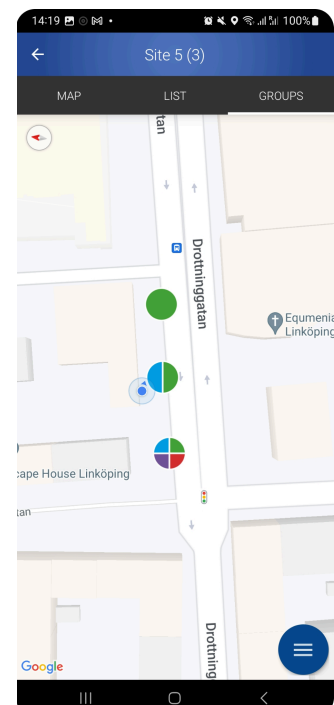 14:19
100%
Site 5 (3)
MAP
LIST
GROUPS
tan
Drottninggatan
Equmenia
Linköping
cape House Linköping
tan
Drottning
Google